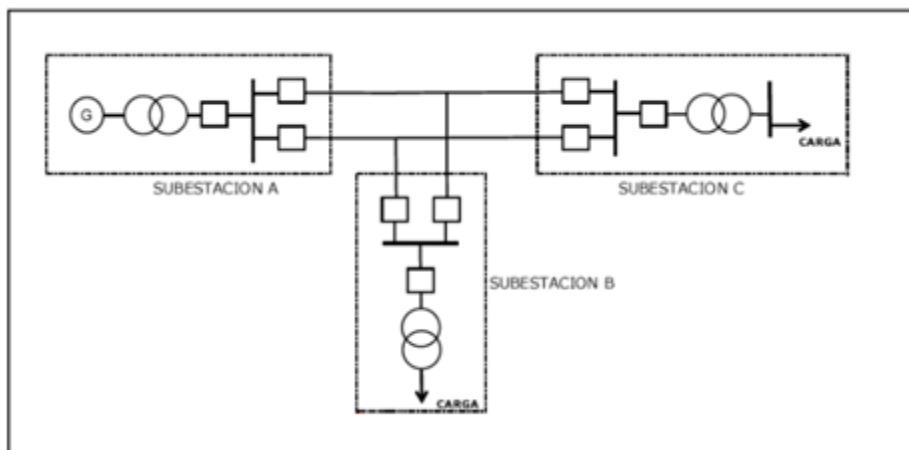 G
CARGA
SUBESTACION A
SUBESTACION C
SUBESTACION B
CARGA